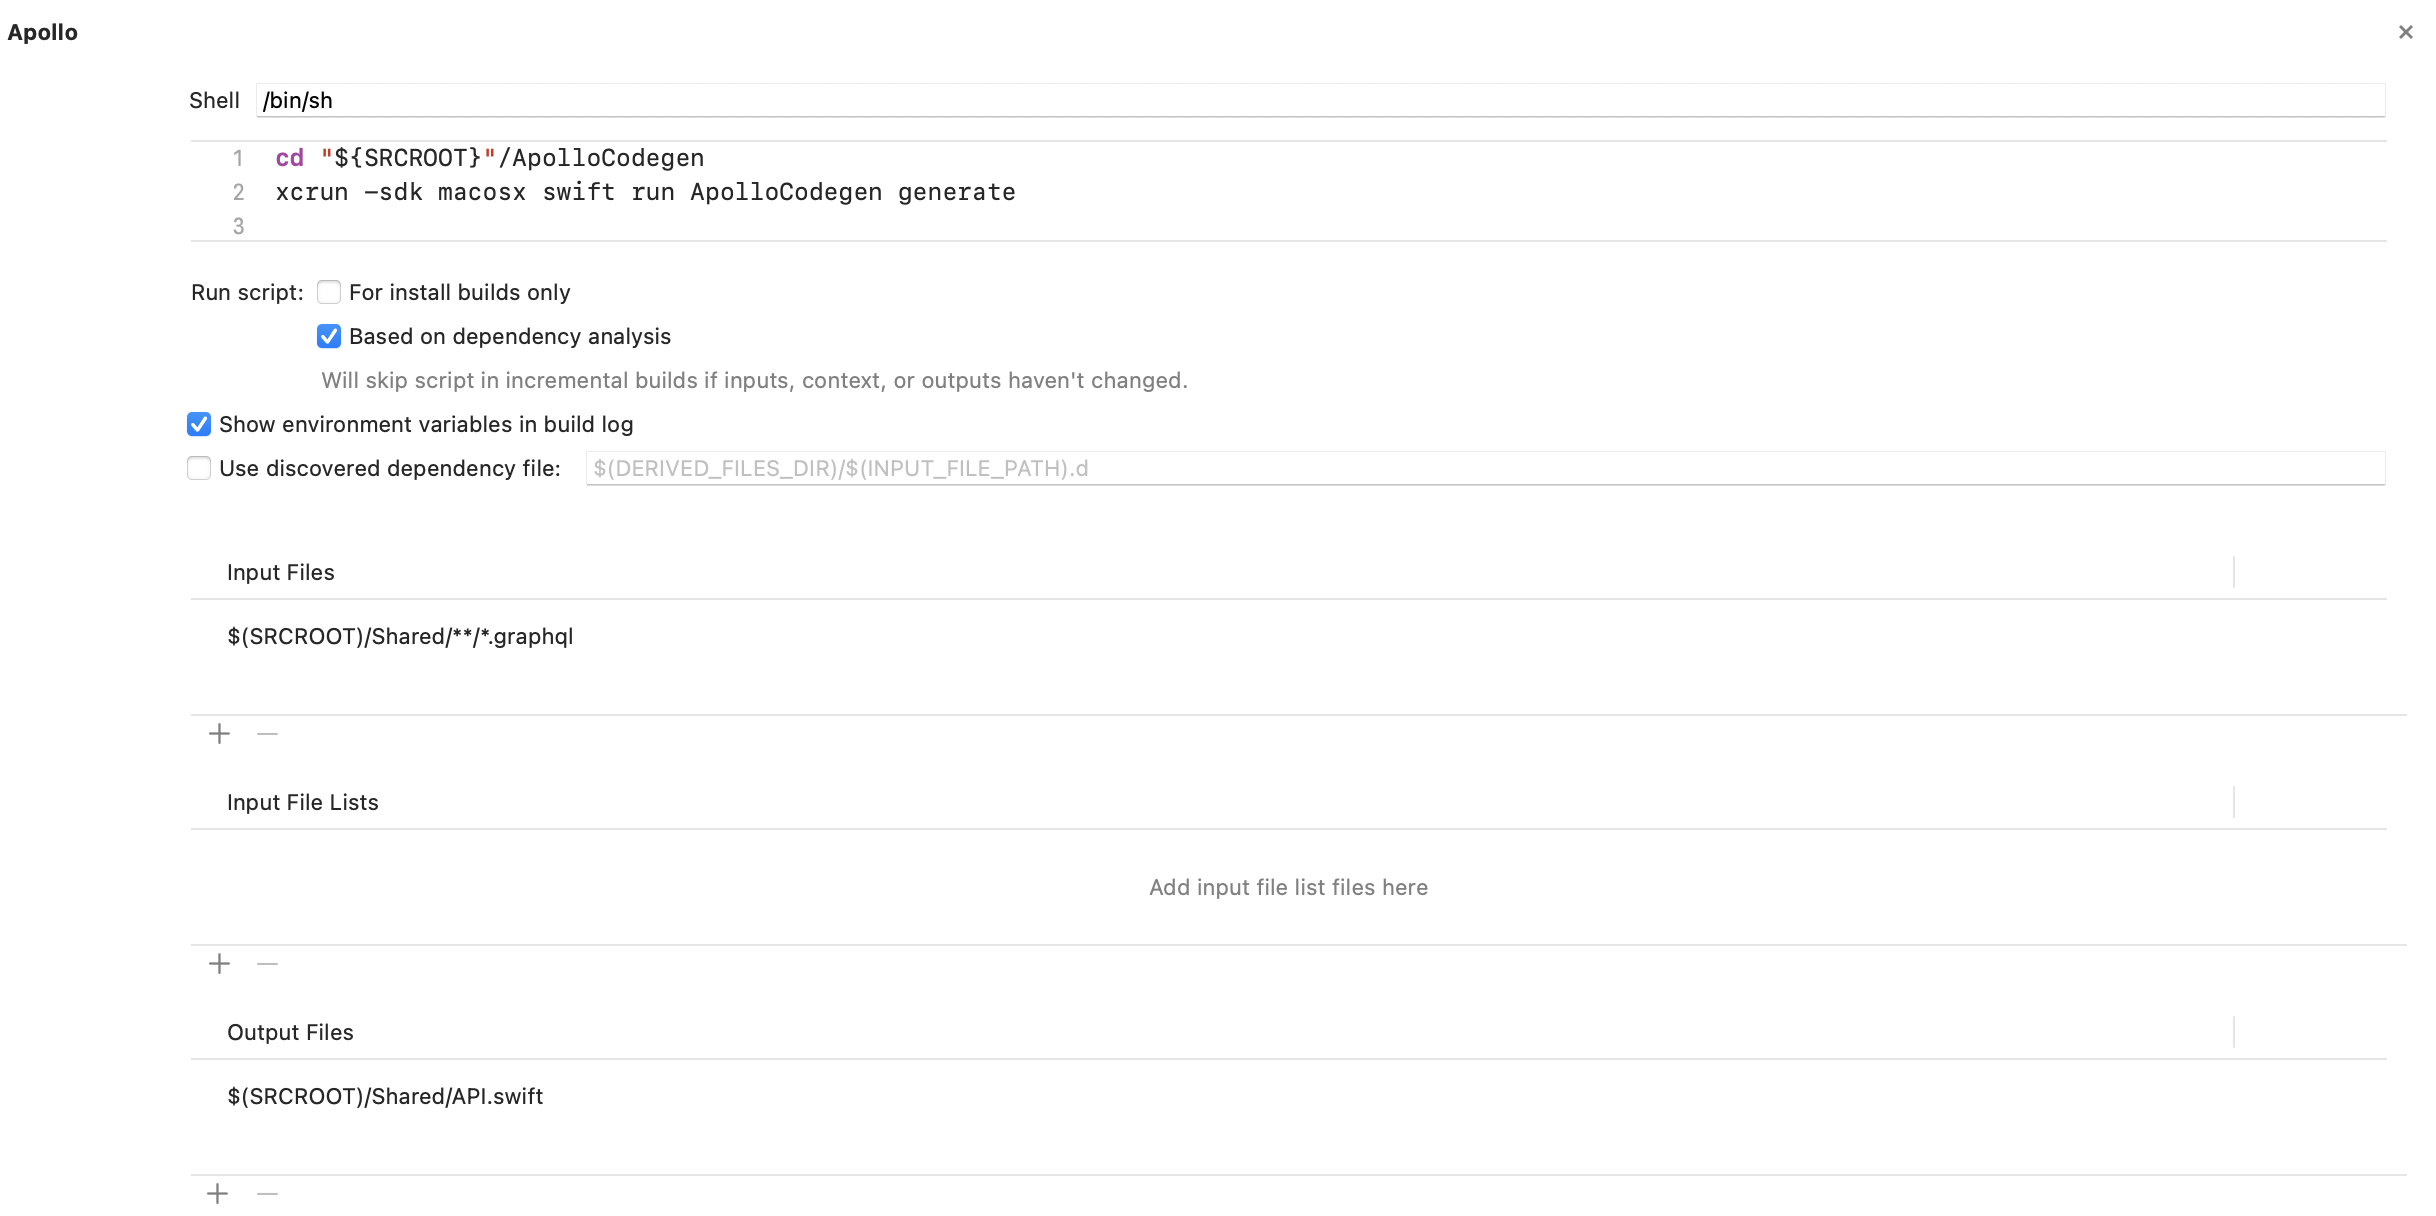 Apollo
Shell /bin/sh
1 cd "${SRCROOT}"/ApolloCodegen
2 xcrun -sdk macosx swift run ApolloCodegen generate
3
Run script: For install builds only
Based on dependency analysis
Will skip script in incremental builds if inputs, context, or outputs haven't changed.
Show environment variables in build log
Use discovered dependency file: $(DERIVED_FILES_DIR)/$(INPUT_FILE_PATH).d
Input Files
$(SRCROOT)/Shared/**/*.graphql
Input File Lists
Add input file list files here
Output Files
$(SRCROOT)/Shared/API.swift